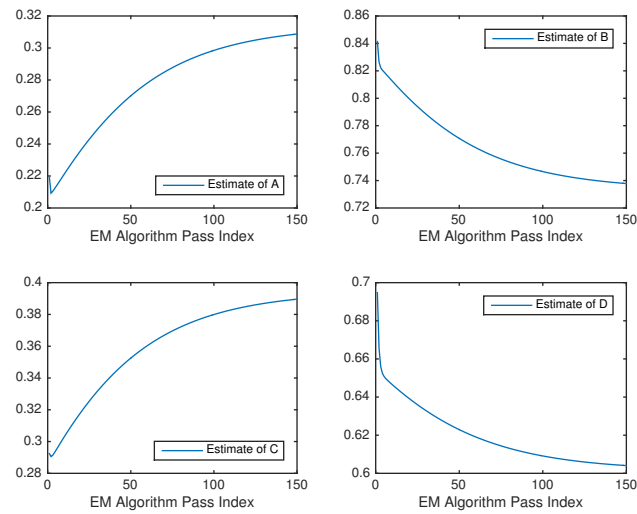 0.32
0.3
0.28
0.26
0.24
0.22
0.2
0 50 100 150
Estimate of A
EM Algorithm Pass Index
0.86
0.84
0.82
0.8
0.78
0.76
0.74
0.72
0 50 100 150
Estimate of B
EM Algorithm Pass Index
0.4
0.38
0.36
0.34
0.32
0.3
0.28
0 50 100 150
Estimate of C
EM Algorithm Pass Index
0.7
0.68
0.66
0.64
0.62
0.6
0 50 100 150
Estimate of D
EM Algorithm Pass Index